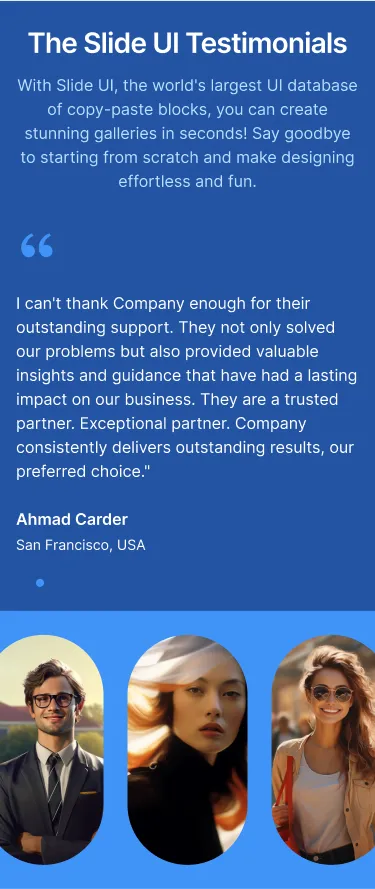 The Slide UI Testimonials
With Slide UI, the world's largest UI database
of copy-paste blocks, you can create
stunning galleries in seconds! Say goodbye
to starting from scratch and make designing
effortless and fun.
“
I can't thank Company enough for their
outstanding support. They not only solved
our problems but also provided valuable
insights and guidance that have had a lasting
impact on our business. They are a trusted
partner. Exceptional partner. Company
consistently delivers outstanding results, our
preferred choice."
Ahmad Carder
San Francisco, USA